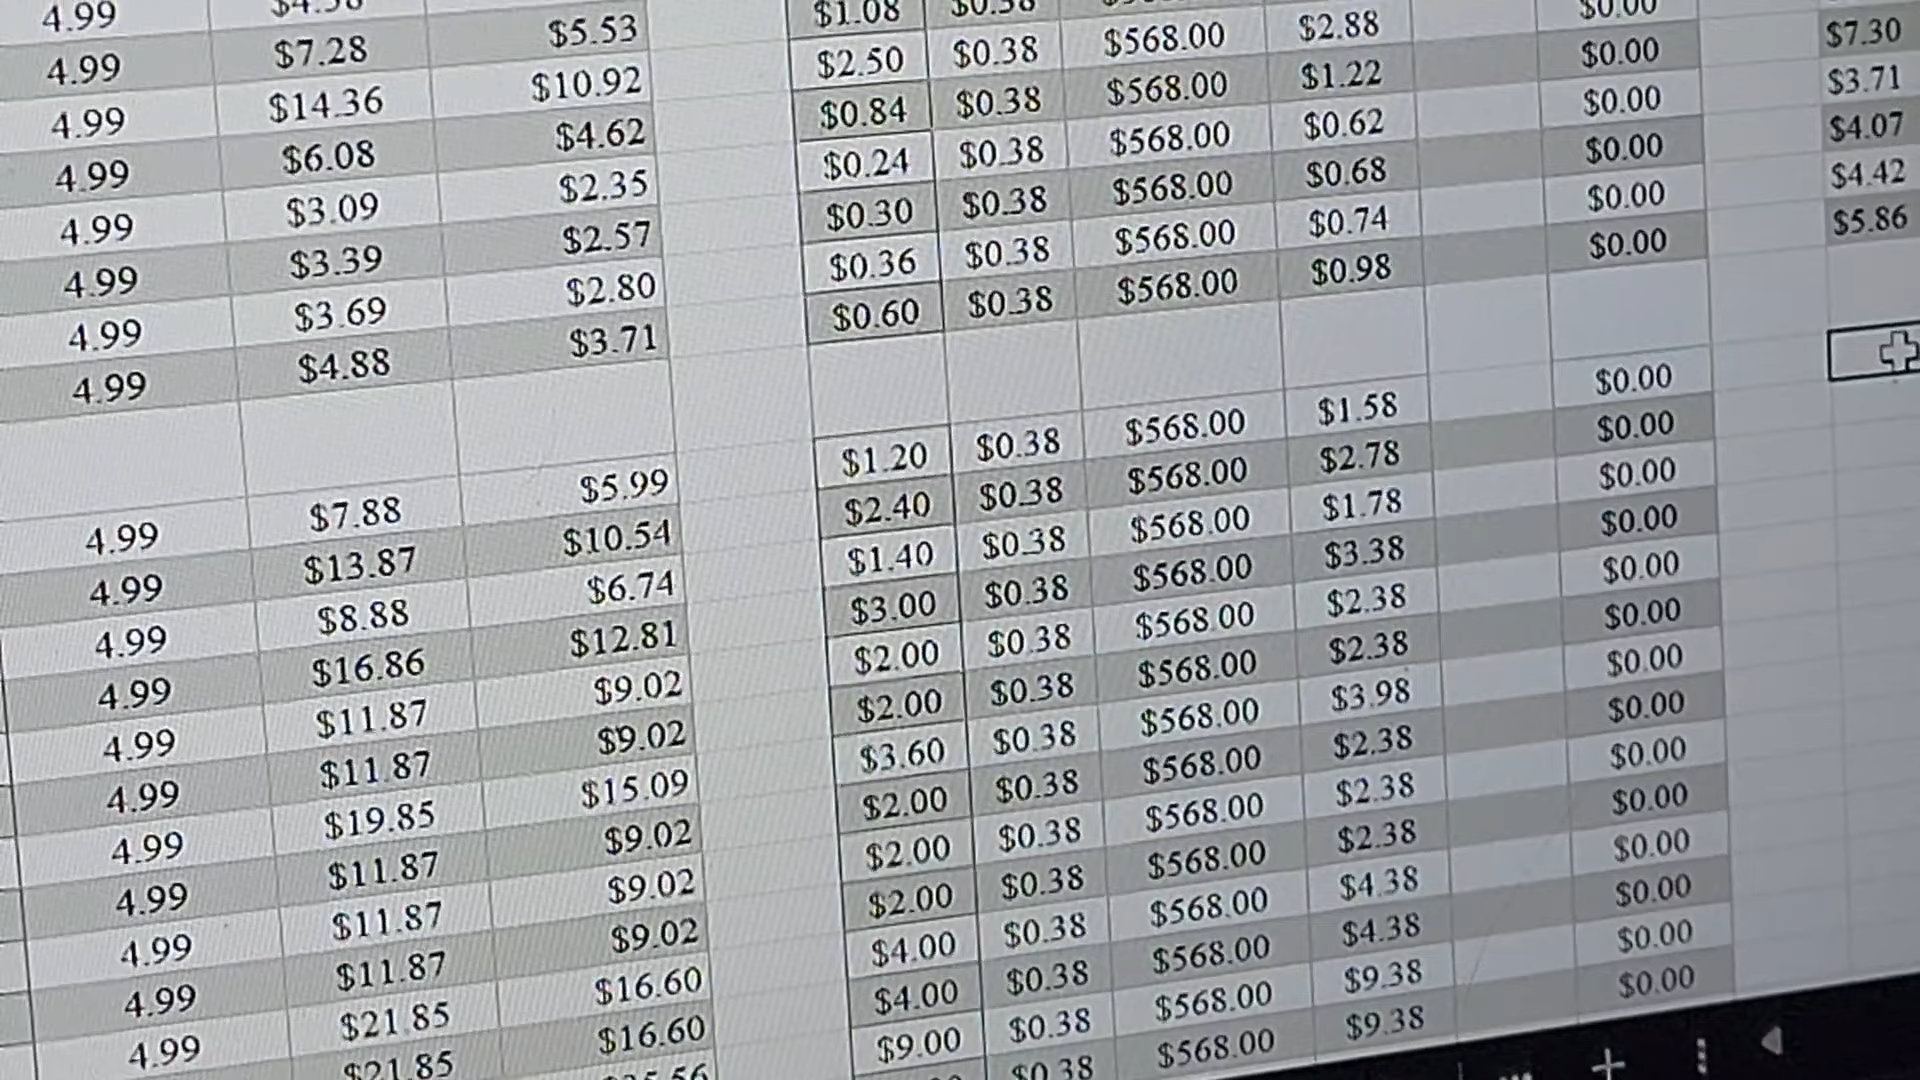 4.99
4.99 $7.28 $5.53 $1.08
4.99 $14.36 $10.92 $2.50 $0.38 $568.00 $2.88 $0.00
4.99 $6.08 $4.62 $0.84 $0.38 $568.00 $1.22 $0.00 $7.30
4.99 $3.09 $2.35 $0.24 $0.38 $568.00 $0.62 $0.00 $3.71
4.99 $3.39 $2.57 $0.30 $0.38 $568.00 $0.68 $0.00 $4.07
4.99 $3.69 $2.80 $0.36 $0.38 $568.00 $0.74 $0.00 $4.42
4.99 $4.88 $3.71 $0.60 $0.38 $568.00 $0.98 $0.00 $5.86
4.99 $7.88 $5.99 $1.20 $0.38 $568.00 $1.58 $0.00
4.99 $13.87 $10.54 $2.40 $0.38 $568.00 $2.78 $0.00
4.99 $8.88 $6.74 $1.40 $0.38 $568.00 $1.78 $0.00
4.99 $16.86 $12.81 $3.00 $0.38 $568.00 $3.38 $0.00
4.99 $11.87 $9.02 $2.00 $0.38 $568.00 $2.38 $0.00
4.99 $11.87 $9.02 $2.00 $0.38 $568.00 $2.38 $0.00
4.99 $19.85 $15.09 $3.60 $0.38 $568.00 $3.98 $0.00
4.99 $11.87 $9.02 $2.00 $0.38 $568.00 $2.38 $0.00
4.99 $11.87 $9.02 $2.00 $0.38 $568.00 $2.38 $0.00
4.99 $11.87 $9.02 $2.00 $0.38 $568.00 $2.38 $0.00
4.99 $21.85 $16.60 $4.00 $0.38 $568.00 $4.38 $0.00
$21.85 $16.60 $4.00 $0.38 $568.00 $4.38 $0.00
$9.00 $0.38 $568.00 $9.38 $0.00
$0.38 $568.00 $9.38 $0.00